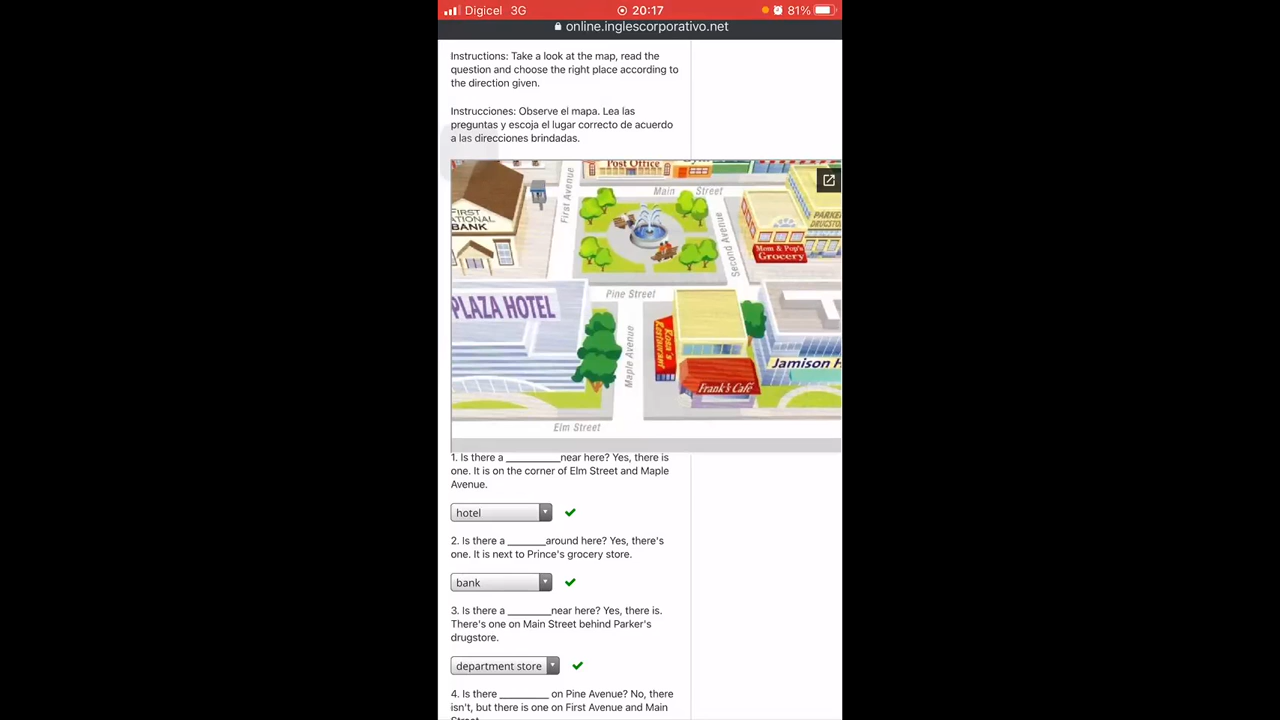 Digicel 3G 20:17 81%
online.inglescorporativo.net
Instructions: Take a look at the map, read the
question and choose the right place according to
the direction given.
Instrucciones: Observe el mapa. Lea las
preguntas y escoja el lugar correcto de acuerdo
a las direcciones brindadas.
Post Office
Main Street
First Avenue
FIRST
NATIONAL
BANK
Second Avenue
PARKE
DRUGSTO
Mom & Pop's
Grocery
Pine Street
PLAZA HOTEL
Maple Avenue
Restaurant
Jamison H
Frank's Café
Elm Street
1. Is there a __________near here? Yes, there is
one. It is on the corner of Elm Street and Maple
Avenue.
hotel
2. Is there a _______around here? Yes, there's
one. It is next to Prince's grocery store.
bank
3. Is there a ________near here? Yes, there is.
There's one on Main Street behind Parker's
drugstore.
department store
4. Is there _________ on Pine Avenue? No, there
isn't, but there is one on First Avenue and Main
Street